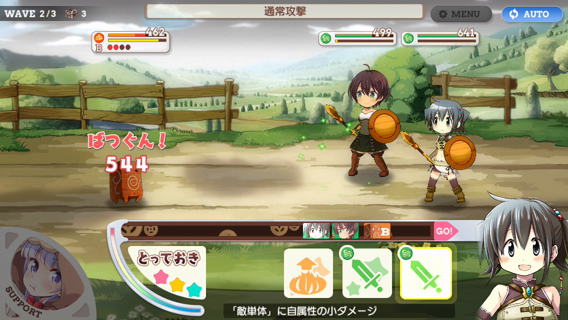 WAVE 2/3 3
通常攻撃
MENU
AUTO
462
B
499
641
ばつぐん！
544
B
GO!
とっておき
SUPPORT
「敵単体」に自属性の小ダメージ